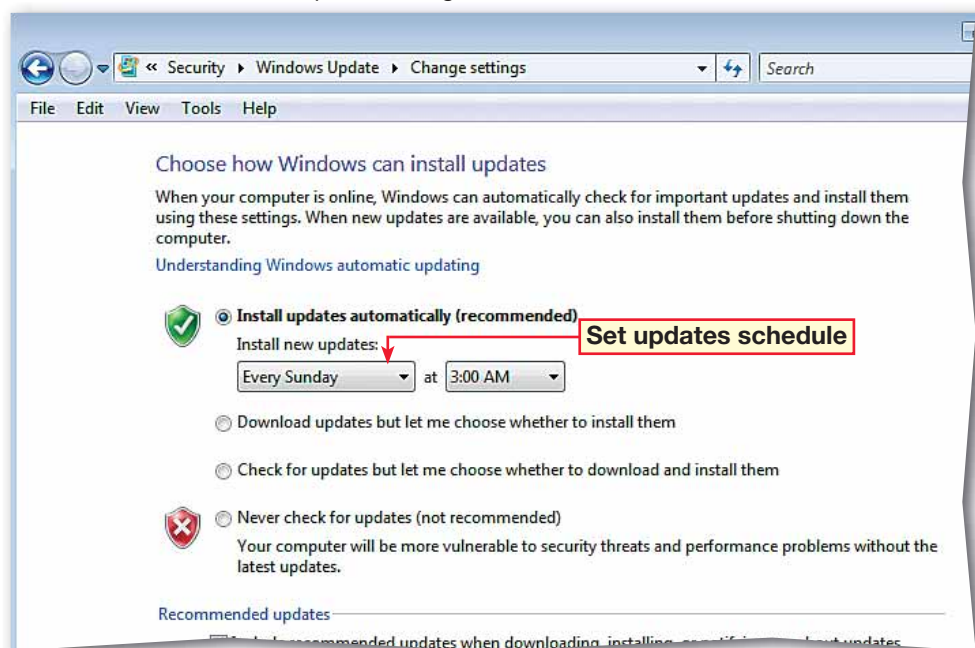 « Security ▸ Windows Update ▸ Change settings
Search
File Edit View Tools Help
Choose how Windows can install updates
When your computer is online, Windows can automatically check for important updates and install them
using these settings. When new updates are available, you can also install them before shutting down the
computer.
Understanding Windows automatic updating
Install updates automatically (recommended)
Set updates schedule
Install new updates:
Every Sunday at 3:00 AM
Download updates but let me choose whether to install them
Check for updates but let me choose whether to download and install them
Never check for updates (not recommended)
Your computer will be more vulnerable to security threats and performance problems without the
latest updates.
Recommended updates
recommended updates when downloading, installing, updates